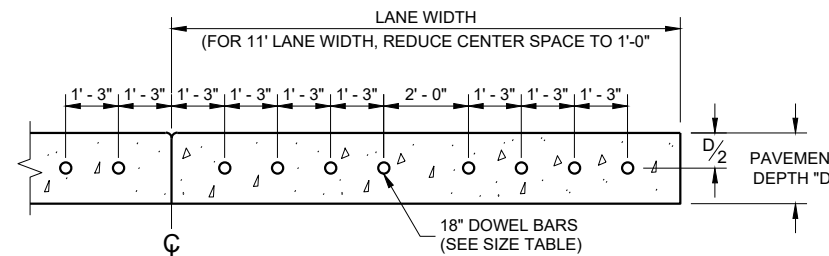 LANE WIDTH
(FOR 11' LANE WIDTH, REDUCE CENTER SPACE TO 1'-0"
1' - 3" 1' - 3" 1' - 3" 1' - 3" 1' - 3" 1' - 3" 2' - 0" 1' - 3" 1' - 3" 1' - 3"
D/2
PAVEMEN
DEPTH "D
18" DOWEL BARS
(SEE SIZE TABLE)
℄